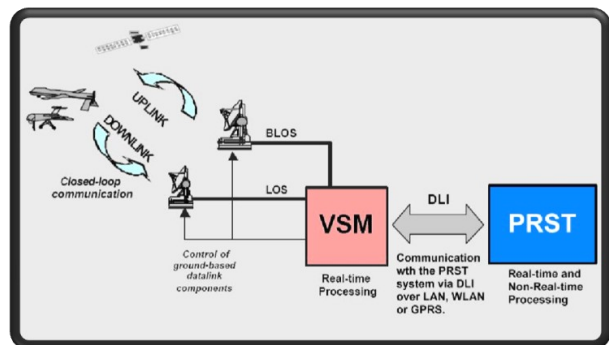 UPLINK
DOWNLINK
Closed-loop
communication
BLOS
LOS
Control of
ground-based
datalink
components
VSM
Real-time
Processing
DLI
Communication
wth the PRST
system via DLI
over LAN, WLAN
or GPRS.
PRST
Real-time and
Non-Real-time
Processing